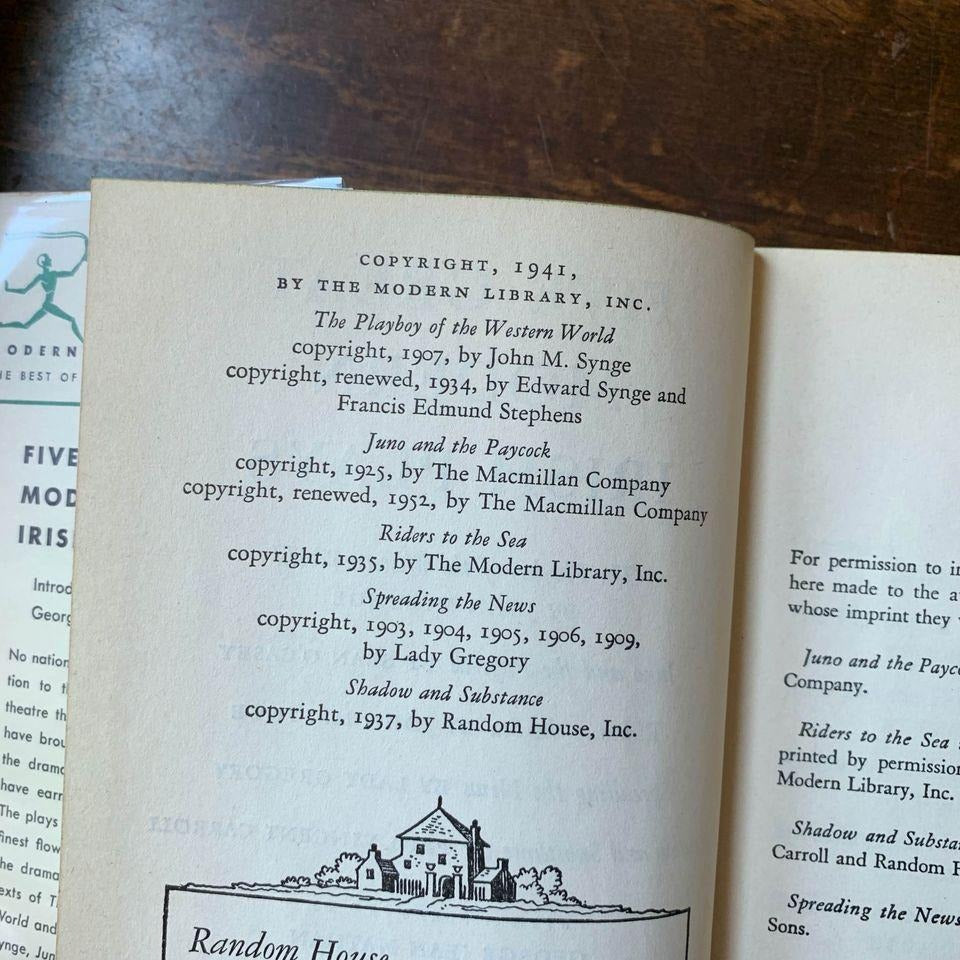 ODERN
HE BEST OF
FIVE
MOD
IRIS
Introd
Georg
No nation
tion to t
theatre th
have brou
the drama
have earn
The plays
finest flow
he drama
exts of T
World and
ynge, Jun
COPYRIGHT, 1941,
BY THE MODERN LIBRARY, INC.
The Playboy of the Western World
copyright, 1907, by John M. Synge
copyright, renewed, 1934, by Edward Synge and
Francis Edmund Stephens
Juno and the Paycock
copyright, 1925, by The Macmillan Company
copyright, renewed, 1952, by The Macmillan Company
Riders to the Sea
copyright, 1935, by The Modern Library, Inc.
Spreading the News
copyright, 1903, 1904, 1905, 1906, 1909,
by Lady Gregory
Shadow and Substance
copyright, 1937, by Random House, Inc.
Random House
For permission to i
here made to the a
whose imprint they
Juno and the Payco
Company.
Riders to the Sea
printed by permission
Modern Library, Inc.
Shadow and Substa
Carroll and Random H
Spreading the News
Sons.